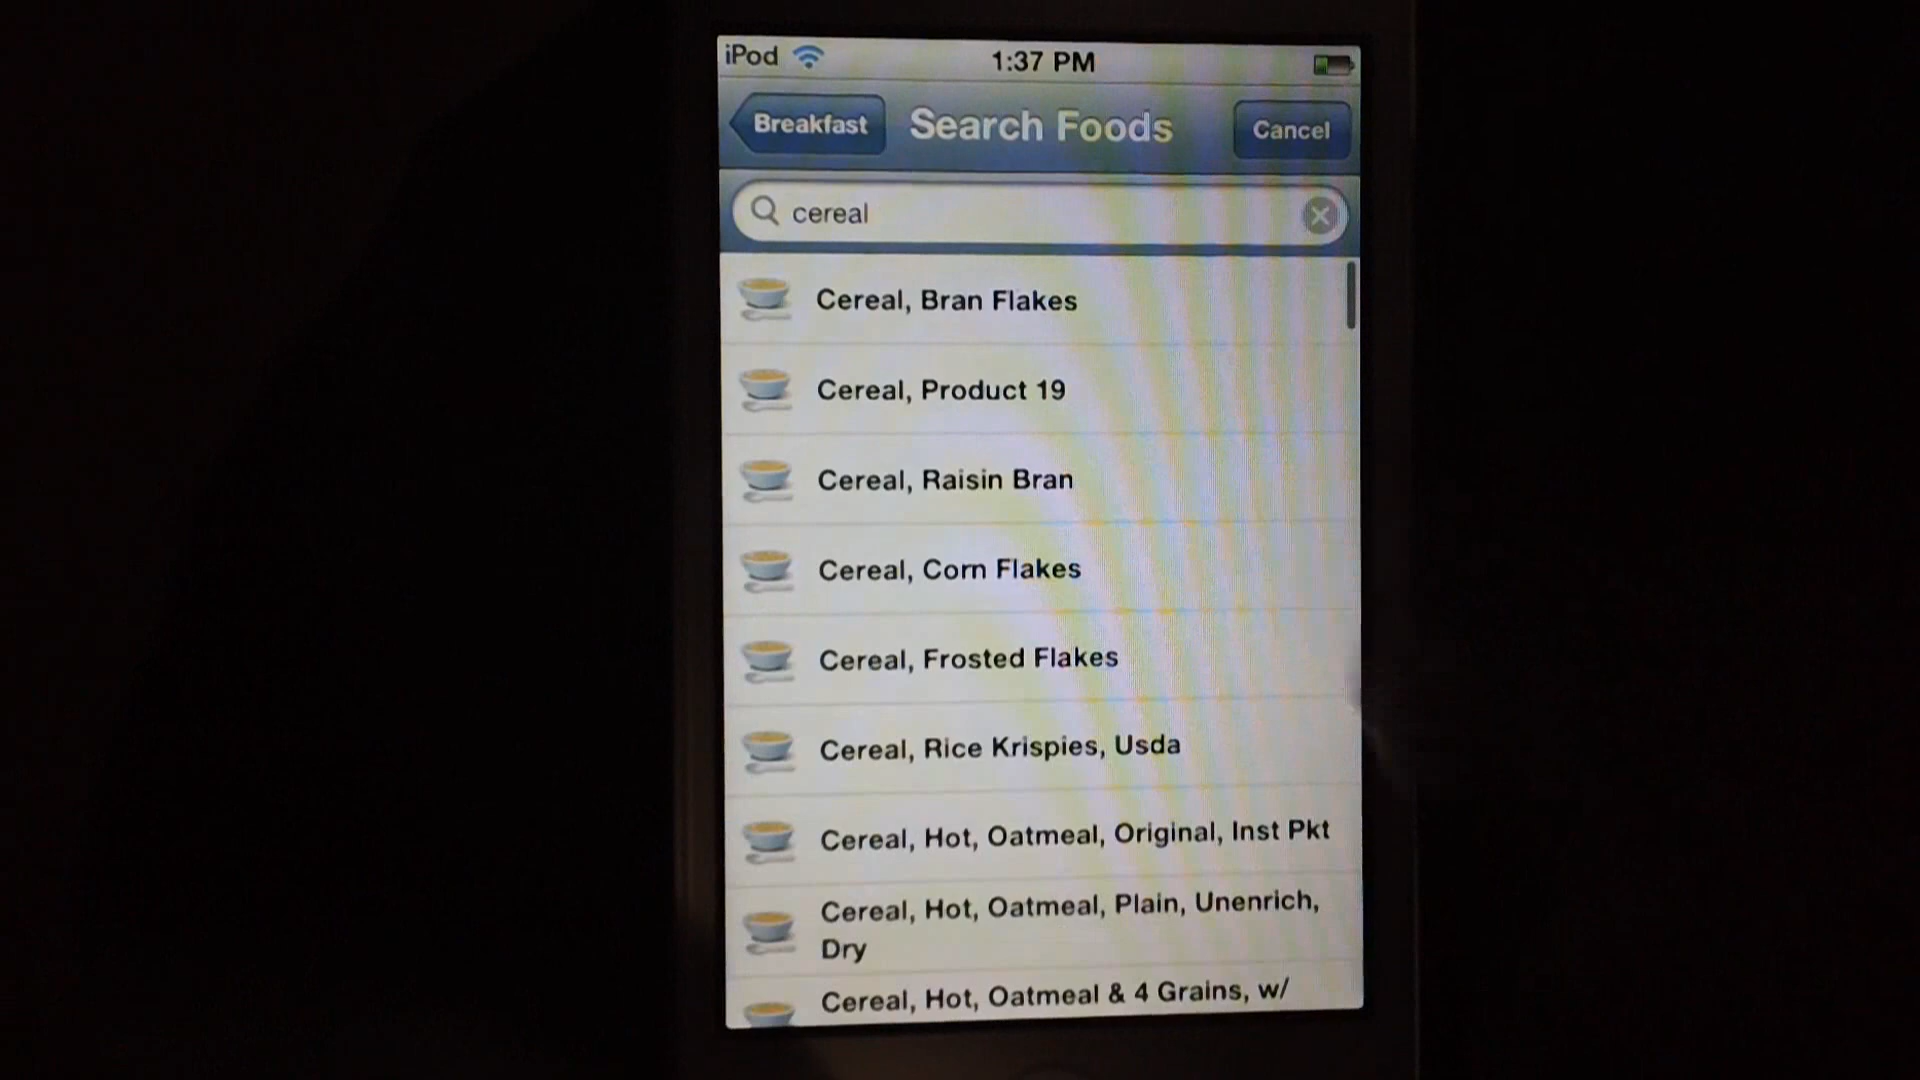 iPod 1:37 PM
Breakfast Search Foods Cancel
cereal
Cereal, Bran Flakes
Cereal, Product 19
Cereal, Raisin Bran
Cereal, Corn Flakes
Cereal, Frosted Flakes
Cereal, Rice Krispies, Usda
Cereal, Hot, Oatmeal, Original, Inst Pkt
Cereal, Hot, Oatmeal, Plain, Unenrich,
Dry
Cereal, Hot, Oatmeal & 4 Grains, w/